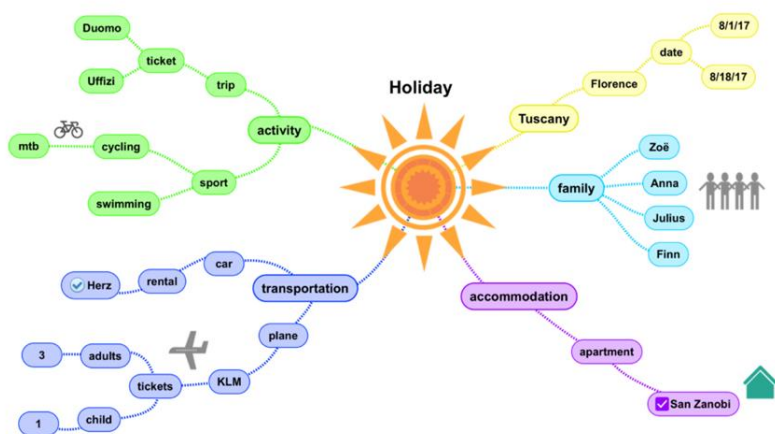 Holiday
Duomo
Uffizi
ticket
trip
activity
mtb
cycling
swimming
sport
Tuscany
Florence
date
8/1/17
8/18/17
family
Zoë
Anna
Julius
Finn
transportation
car
rental
Herz
plane
KLM
tickets
adults
3
child
1
accommodation
apartment
San Zanobi